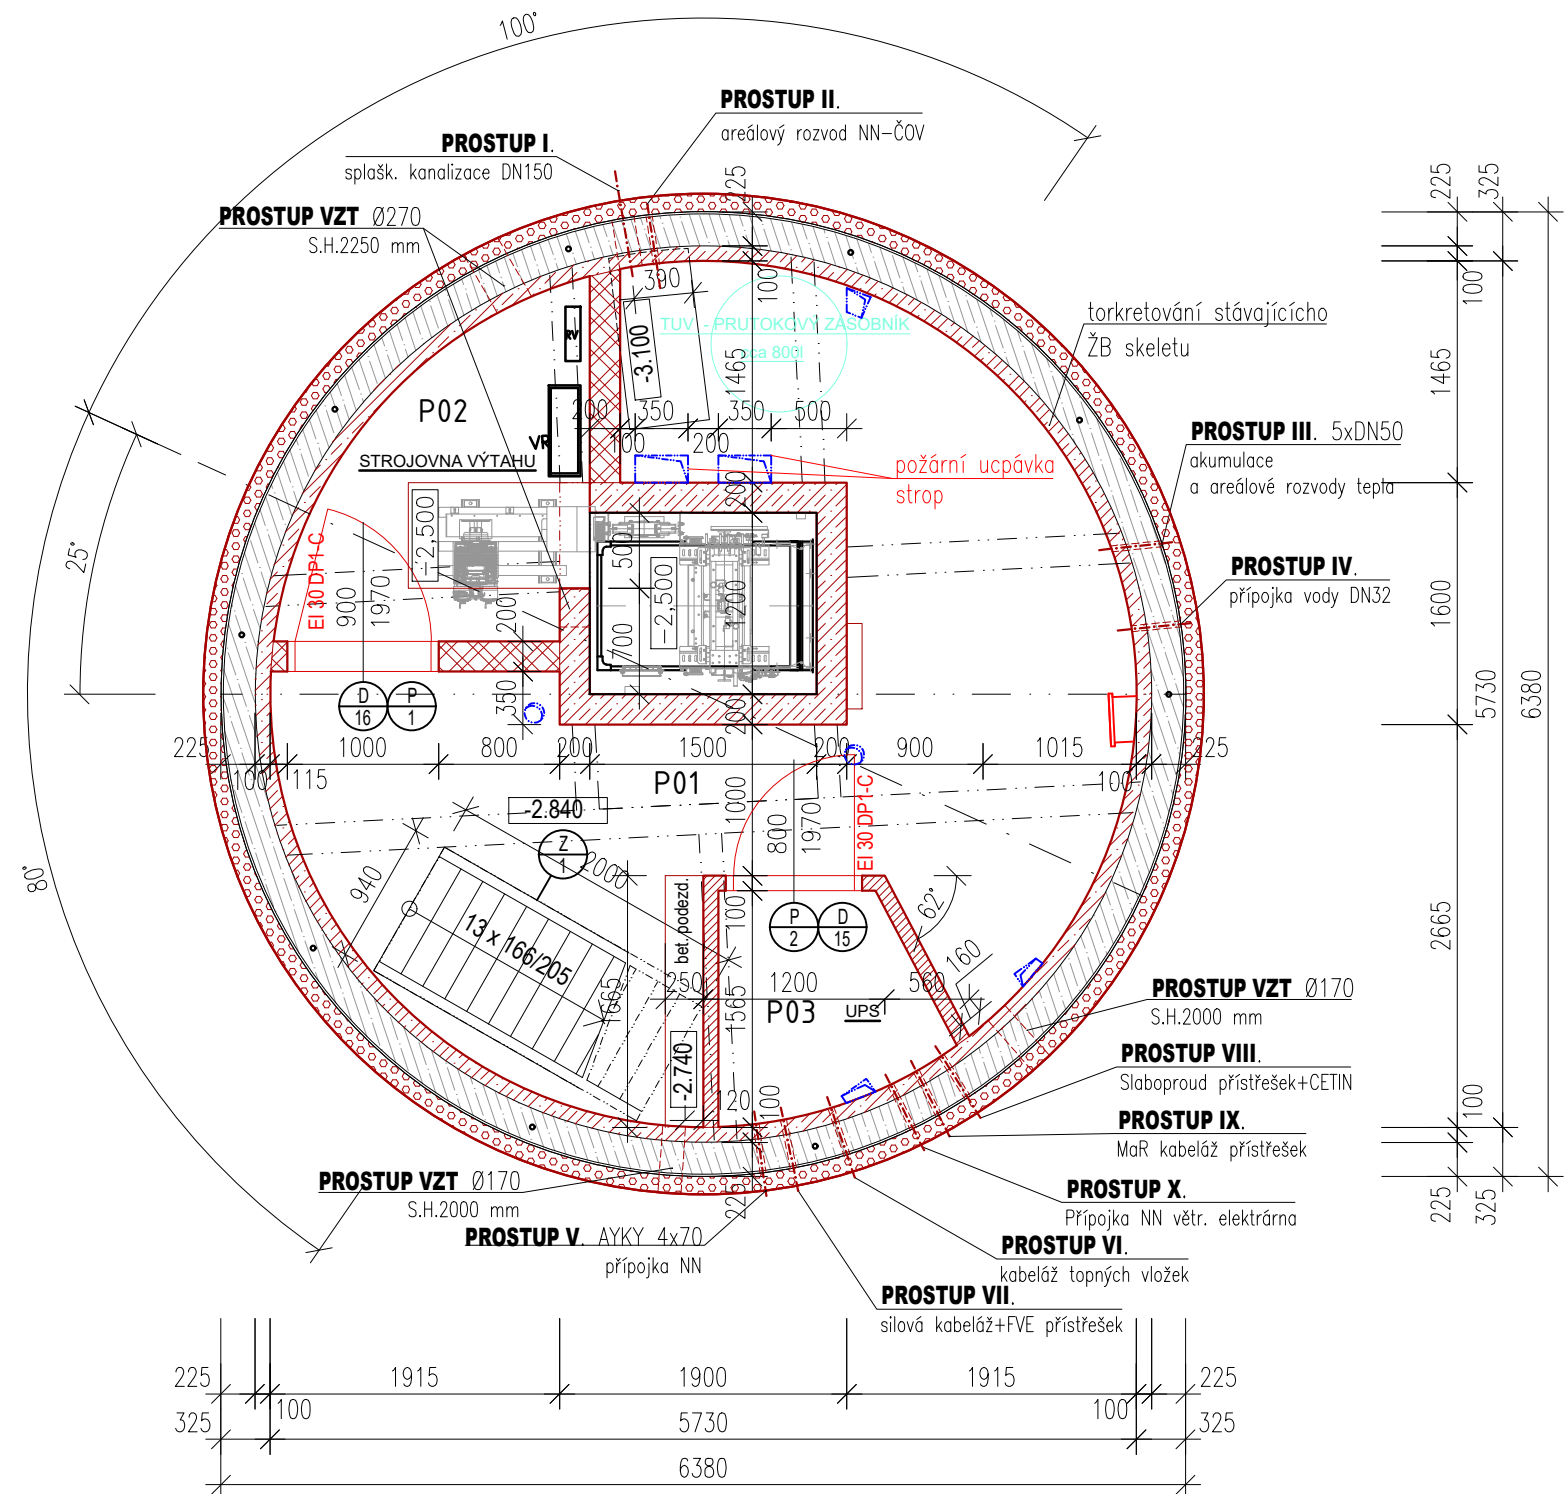 100°
PROSTUP II.
areálový rozvod NN-ČOV
PROSTUP I.
splašk. kanalizace DN150
PROSTUP VZT Ø270
S.H.2250 mm
225
325
225
100
390
100
TUV - PRUTOKOVÝ ZÁSOBNÍK
cca 800l
-3.100
1465
RV
P02
VR
STROJOVNA VÝTAHU
200
350
350
500
100
200
torkretování stávajícícho
ŽB skeletu
1465
PROSTUP III. 5xDN50
akumulace
a areálové rozvody tepla
požární ucpávka
strop
200
25°
EI 30 DP1-C
900
1970
-2,500
500
-2,500
1200
700
200
PROSTUP IV.
přípojka vody DN32
1600
5730
6380
D
16
P
1
350
200
225
100
115
1000
800
200
1500
200
900
1015
100
225
P01
-2.840
1000
800
1970
EI 30 DP1-C
Z
1
2000
940
80°
13 x 166/205
bet. podezd.
100
P
2
D
15
62°
160
2665
665
250
1200
560
1565
P03
UPS
-2.740
120
100
PROSTUP VZT Ø170
S.H.2000 mm
PROSTUP VIII.
Slaboproud přístřešek+CETIN
PROSTUP IX.
MaR kabeláž přístřešek
100
PROSTUP VZT Ø170
S.H.2000 mm
225
PROSTUP X.
Přípojka NN větr. elektrárna
225
325
PROSTUP V. AYKY 4x70
přípojka NN
PROSTUP VI.
kabeláž topných vložek
PROSTUP VII.
silová kabeláž+FVE přístřešek
225
1915
1900
1915
225
100
100
325
5730
325
6380